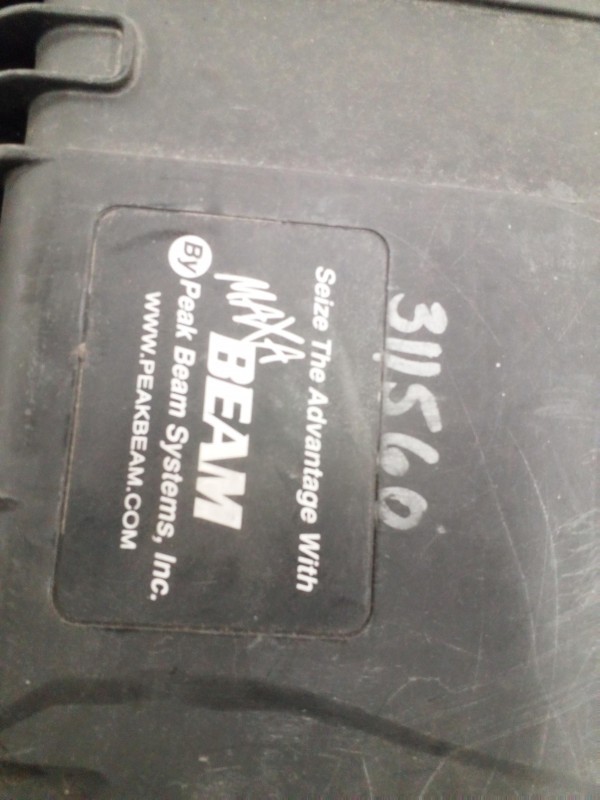 311560
Seize The Advantage With
MAXA
BEAM
By Peak Beam Systems, Inc.
WWW.PEAKBEAM.COM